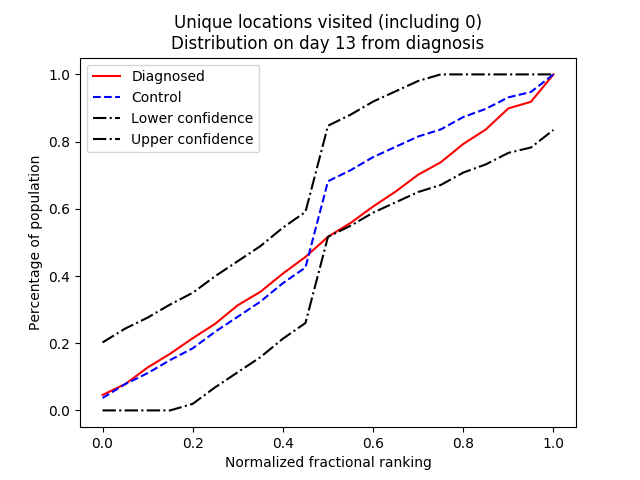 Unique locations visited (including 0)
Distribution on day 13 from diagnosis
Diagnosed
Control
Lower confidence
Upper confidence
Percentage of population
1.0
0.8
0.6
0.4
0.2
0.0
0.0 0.2 0.4 0.6 0.8 1.0
Normalized fractional ranking